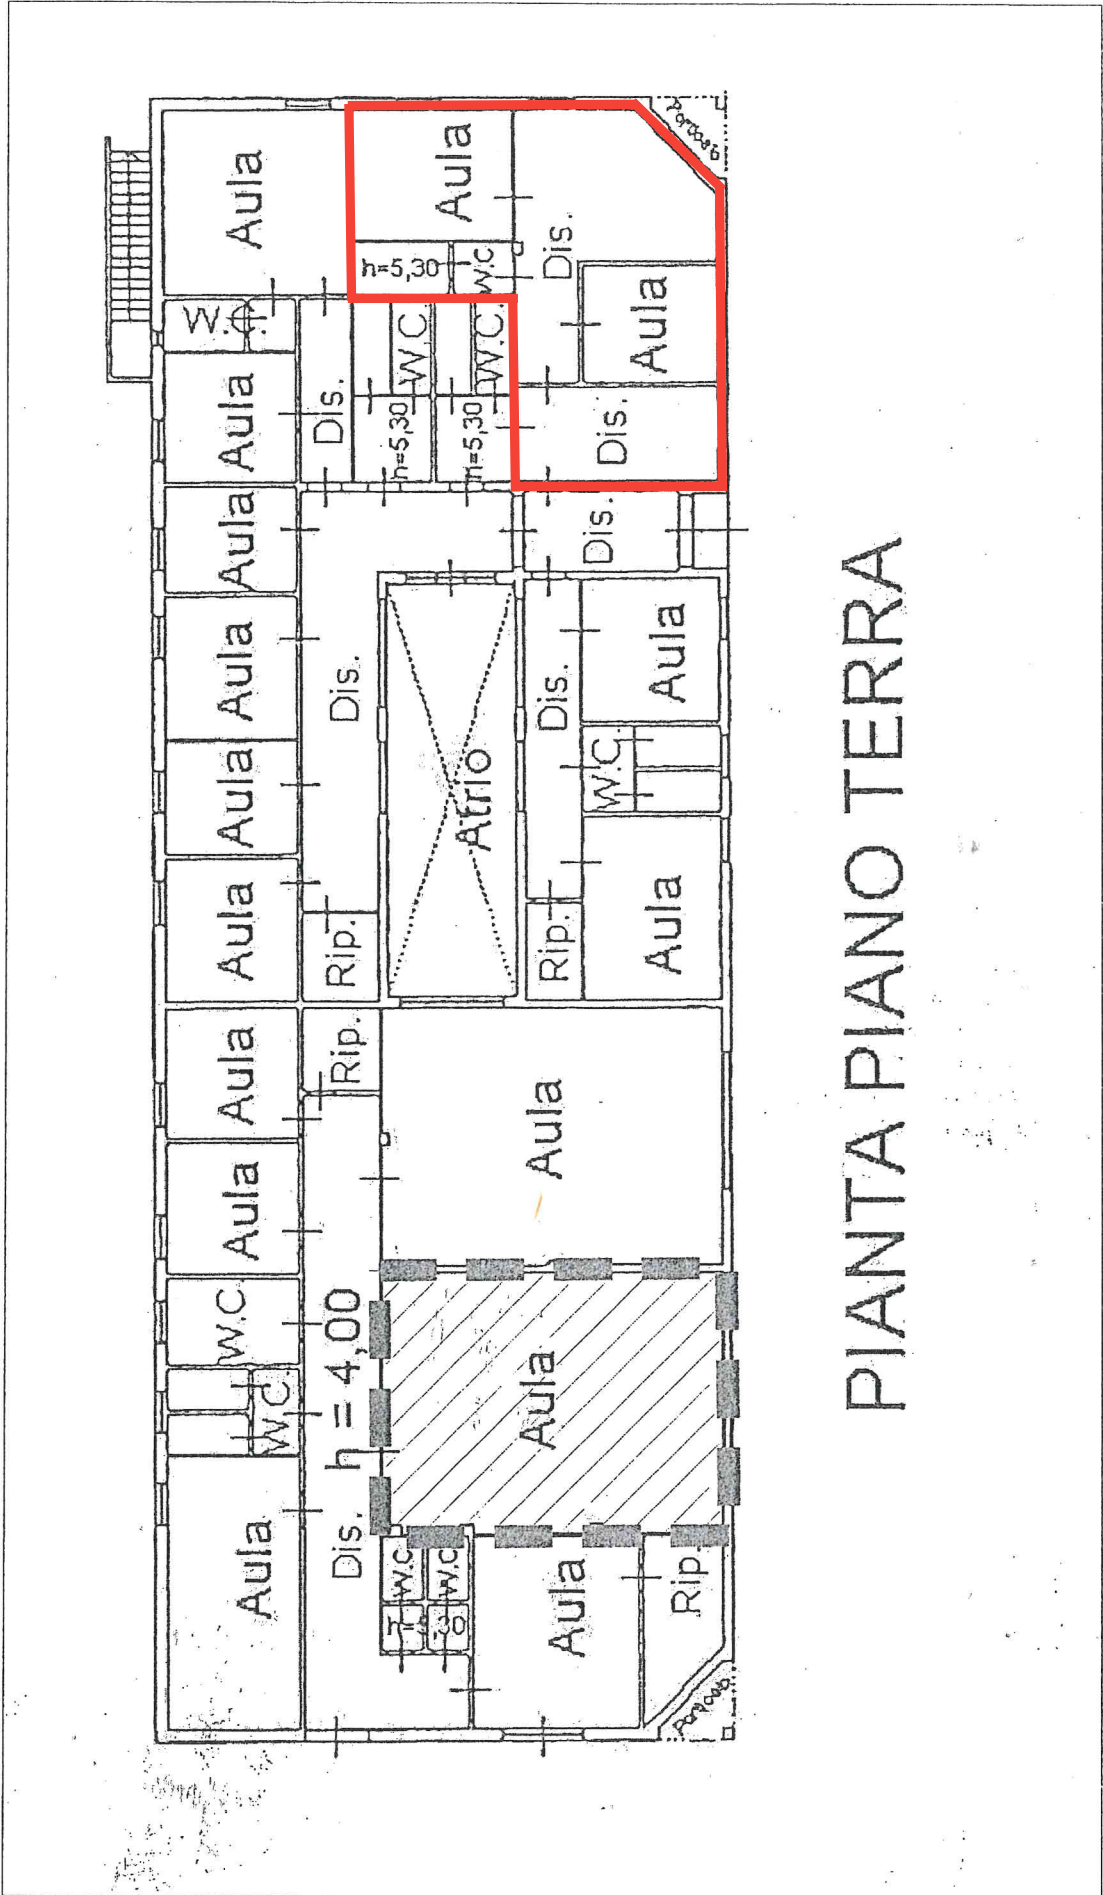 Aula
W.C.
W.C.
Aula
Aula
Aula
Aula
Aula
Aula
Aula
W.C.
Aula
Dis.
h = 4,00
Rip.
Rip.
Dis.
Dis.
W.C
W.C
h=5,30
W.C.
h=5,30
h=5,30
W.C.
W.C
Aula
Atrio
Aula
Aula
Aula
Rip.
Dis.
Dis.
Dis.
Dis.
Rip.
Aula
W.C.
Aula
Aula
PIANTA PIANO TERRA